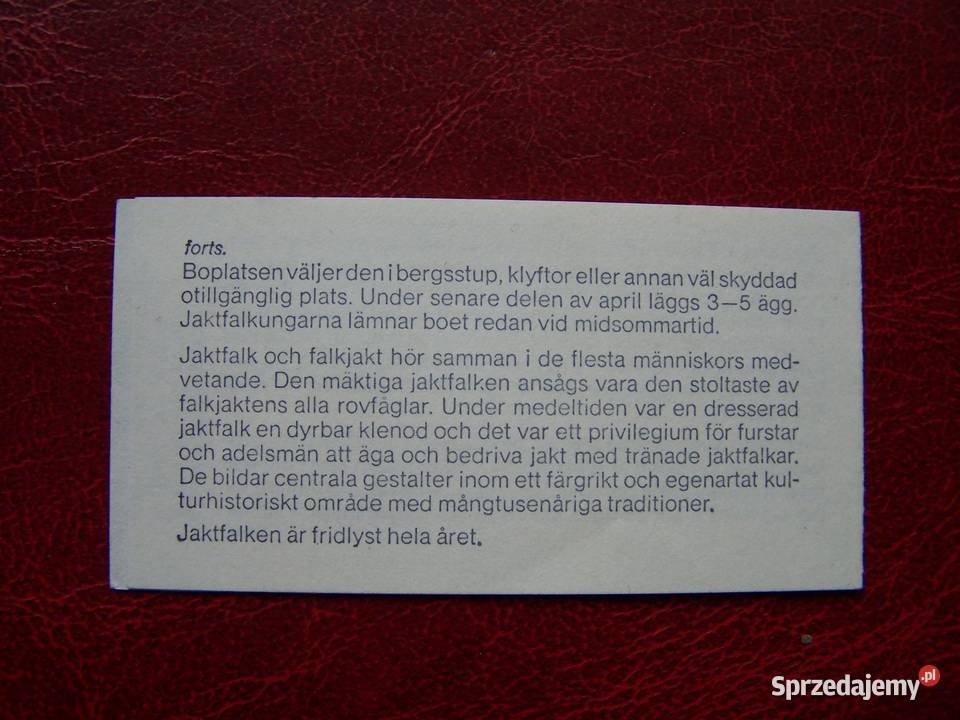 forts.
Boplatsen väljer den i bergsstup, klyftor eller annan väl skyddad
otillgänglig plats. Under senare delen av april läggs 3–5 ägg.
Jaktfalkungarna lämnar boet redan vid midsommartid.
Jaktfalk och falkjakt hör samman i de flesta människors med-
vetande. Den mäktiga jaktfalken ansågs vara den stoltaste av
falkjaktens alla rovfåglar. Under medeltiden var en dresserad
jaktfalk en dyrbar klenod och det var ett privilegium för furstar
och adelsmän att äga och bedriva jakt med tränade jaktfalkar.
De bildar centrala gestalter inom ett färgrikt och egenartat kul-
turhistoriskt område med mångtusenåriga traditioner.
Jaktfalken är fridlyst hela året.
Sprzedajemy.pl